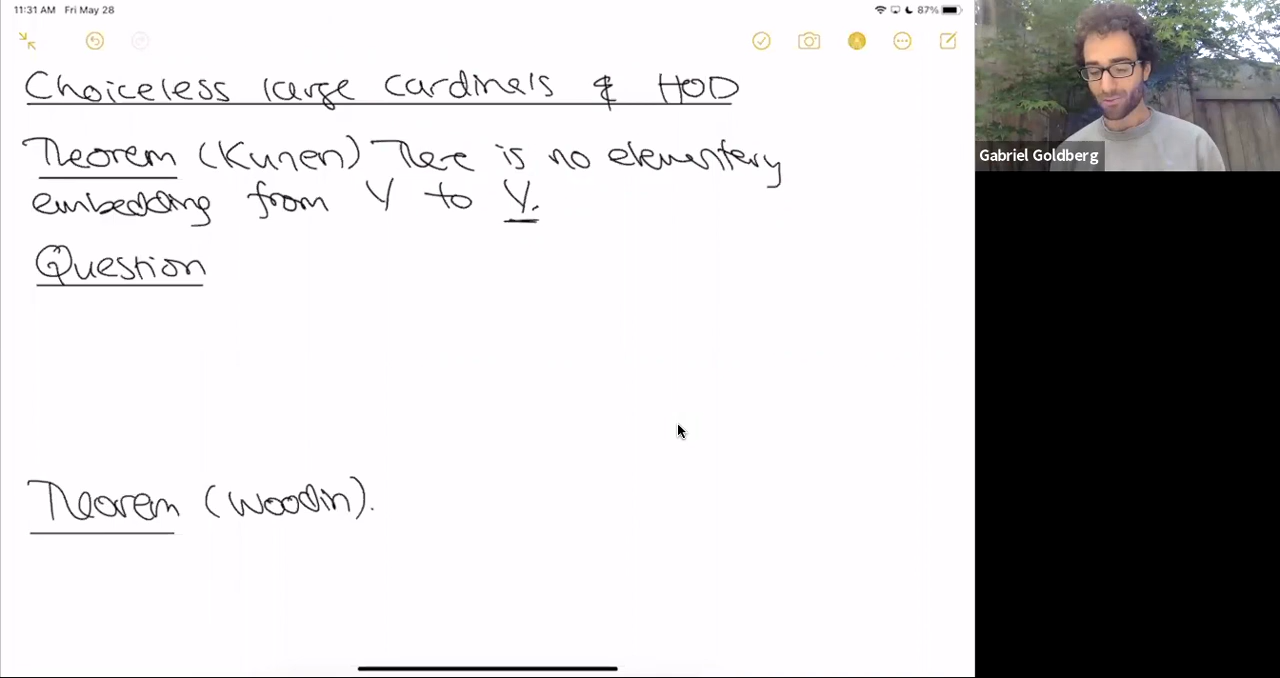 11:31 AM Fri May 28
87%
Choiceless large cardinals & HOD
Theorem (Kunen) There is no elementary
embedding from V to V.
Question
Theorem (Woodin).
Gabriel Goldberg